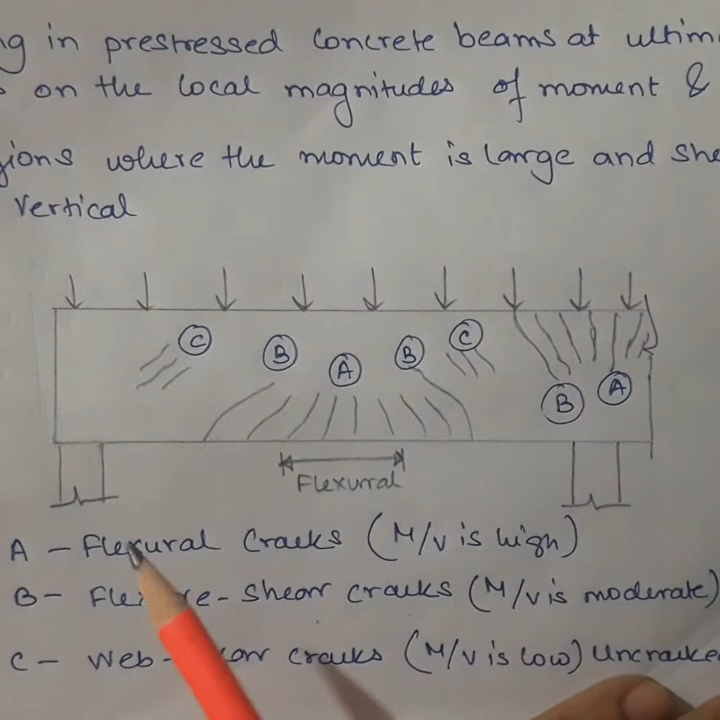 ng in prestressed concrete beams at ultim
on the local magnitudes of moment &
gions where the moment is large and she
vertical
C B A B C B A
Flexurral
A - Flexural Cracks (M/V is high)
B - Fle re-shear cracks (M/V is moderate)
C - Web- cracks (M/V is low) Uncracke